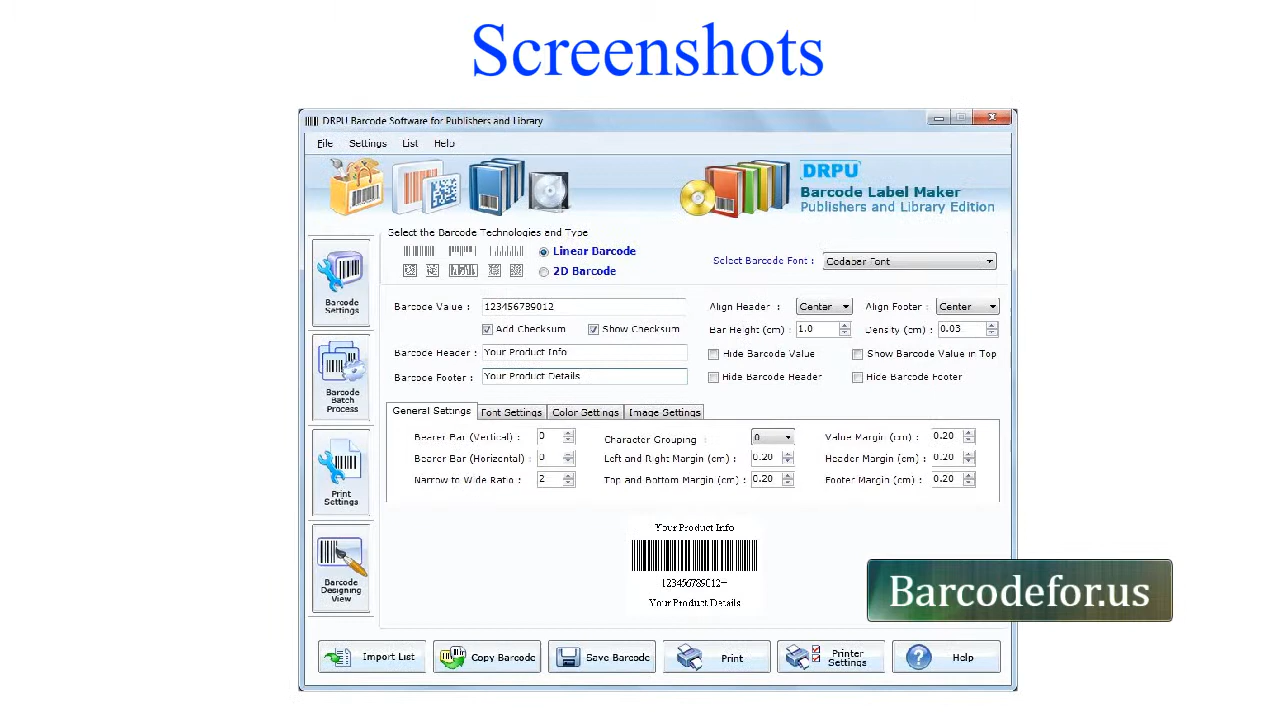 Screenshots
DRPU Barcode Software for Publishers and Library
File Settings List Help
DRPU
Barcode Label Maker
Publishers and Library Edition
Select the Barcode Technologies and Type
Linear Barcode
2D Barcode
Select Barcode Font : Codabar Font
Barcode Value : 123456789012
Add Checksum Show Checksum
Barcode Header : Your Product Info
Barcode Footer : Your Product Details
Align Header : Center Align Footer : Center
Bar Height (cm) : 1.0 Density (cm) : 0.03
Hide Barcode Value Show Barcode Value in Top
Hide Barcode Header Hide Barcode Footer
General Settings Font Settings Color Settings Image Settings
Bearer Bar (Vertical) : 0 Character Grouping : 0 Value Margin (cm) : 0.20
Bearer Bar (Horizontal) : 0 Left and Right Margin (cm) : 0.20 Header Margin (cm) : 0.20
Narrow to Wide Ratio : 2 Top and Bottom Margin (cm) : 0.20 Footer Margin (cm) : 0.20
Barcode
Settings
Barcode
Batch
Process
Print
Settings
Barcode
Designing
View
Your Product Info
123456789012-
Your Product Details
Barcodefor.us
Import List Copy Barcode Save Barcode Print Printer Settings Help